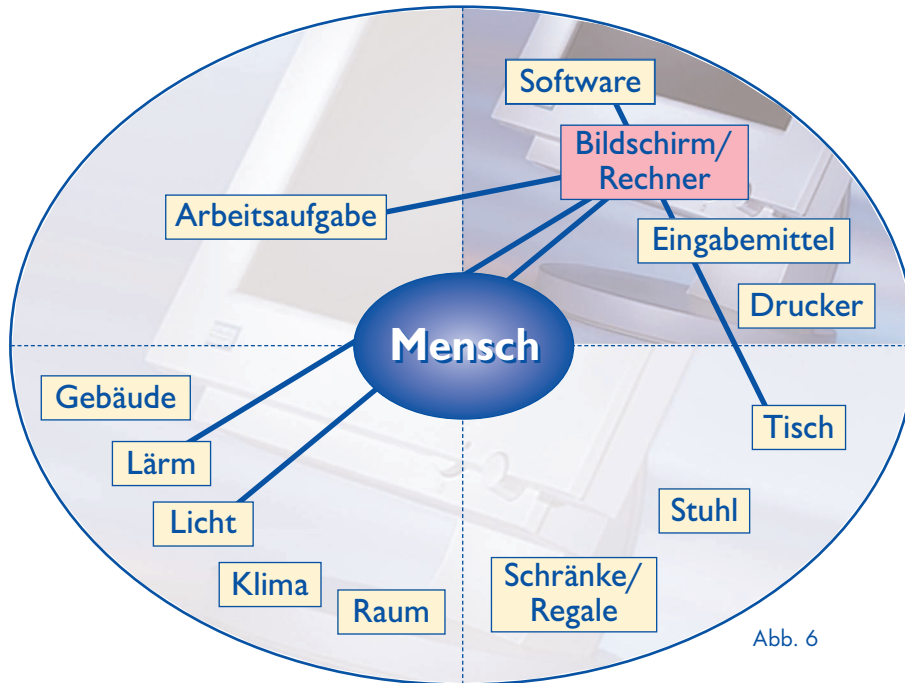 Software
Bildschirm/
Rechner
Arbeitsaufgabe
Eingabemittel
Drucker
Mensch
Gebäude
Tisch
Lärm
Stuhl
Licht
Schränke/
Regale
Klima
Raum
Abb. 6